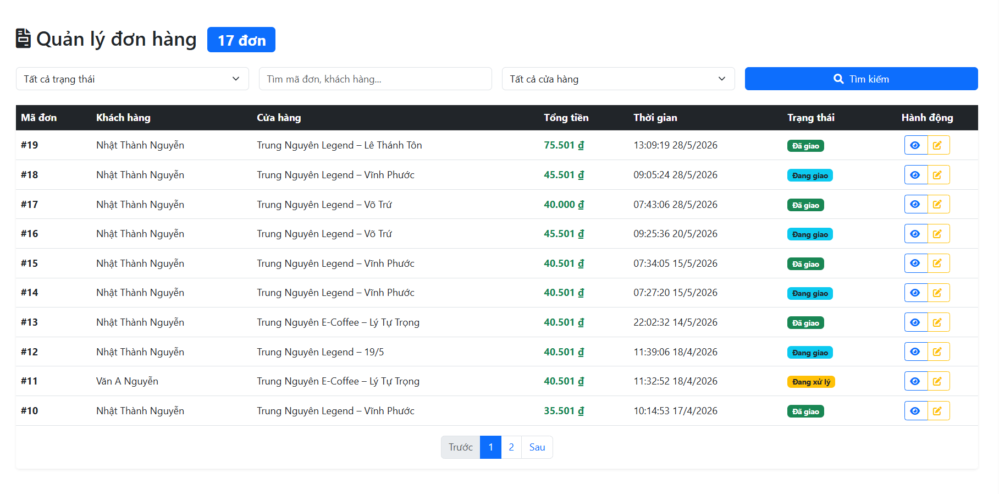 Quản lý đơn hàng 17 đơn
Tất cả trạng thái Tìm mã đơn, khách hàng... Tất cả cửa hàng Tìm kiếm
Mã đơn Khách hàng Cửa hàng Tổng tiền Thời gian Trạng thái Hành động
#19 Nhật Thành Nguyễn Trung Nguyên Legend – Lê Thánh Tôn 75.501 ₫ 13:09:19 28/5/2026 Đã giao
#18 Nhật Thành Nguyễn Trung Nguyên Legend – Vĩnh Phước 45.501 ₫ 09:05:24 28/5/2026 Đang giao
#17 Nhật Thành Nguyễn Trung Nguyên Legend – Võ Trứ 40.000 ₫ 07:43:06 28/5/2026 Đã giao
#16 Nhật Thành Nguyễn Trung Nguyên Legend – Võ Trứ 45.501 ₫ 09:25:36 20/5/2026 Đang giao
#15 Nhật Thành Nguyễn Trung Nguyên Legend – Vĩnh Phước 40.501 ₫ 07:34:05 15/5/2026 Đã giao
#14 Nhật Thành Nguyễn Trung Nguyên Legend – Vĩnh Phước 40.501 ₫ 07:27:20 15/5/2026 Đang giao
#13 Nhật Thành Nguyễn Trung Nguyên E-Coffee – Lý Tự Trọng 40.501 ₫ 22:02:32 14/5/2026 Đã giao
#12 Nhật Thành Nguyễn Trung Nguyên Legend – 19/5 40.501 ₫ 11:39:06 18/4/2026 Đang giao
#11 Văn A Nguyễn Trung Nguyên E-Coffee – Lý Tự Trọng 40.501 ₫ 11:32:52 18/4/2026 Đang xử lý
#10 Nhật Thành Nguyễn Trung Nguyên Legend – Vĩnh Phước 35.501 ₫ 10:14:53 17/4/2026 Đã giao
Trước 1 2 Sau